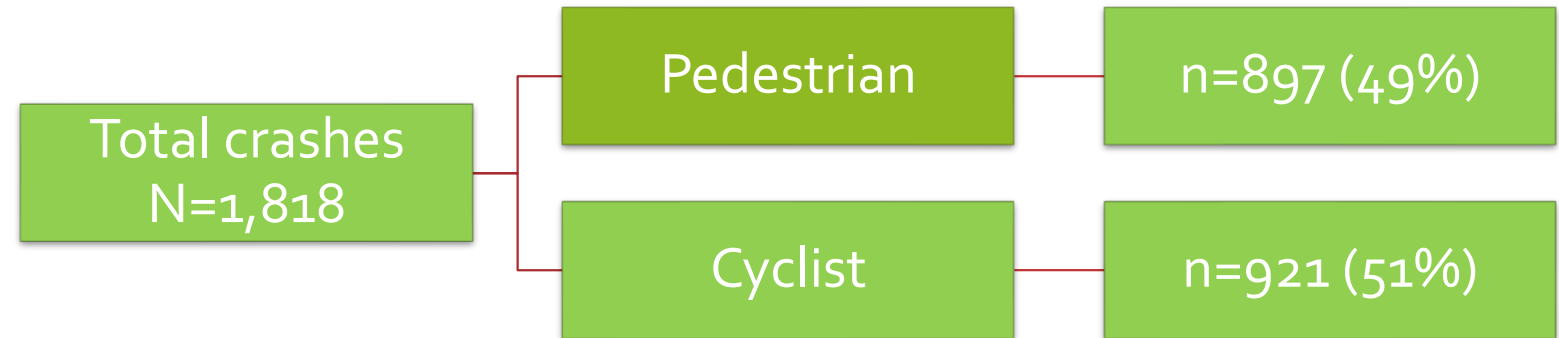 Total crashes
N=1,818
Pedestrian
n=897 (49%)
Cyclist
n=921 (51%)